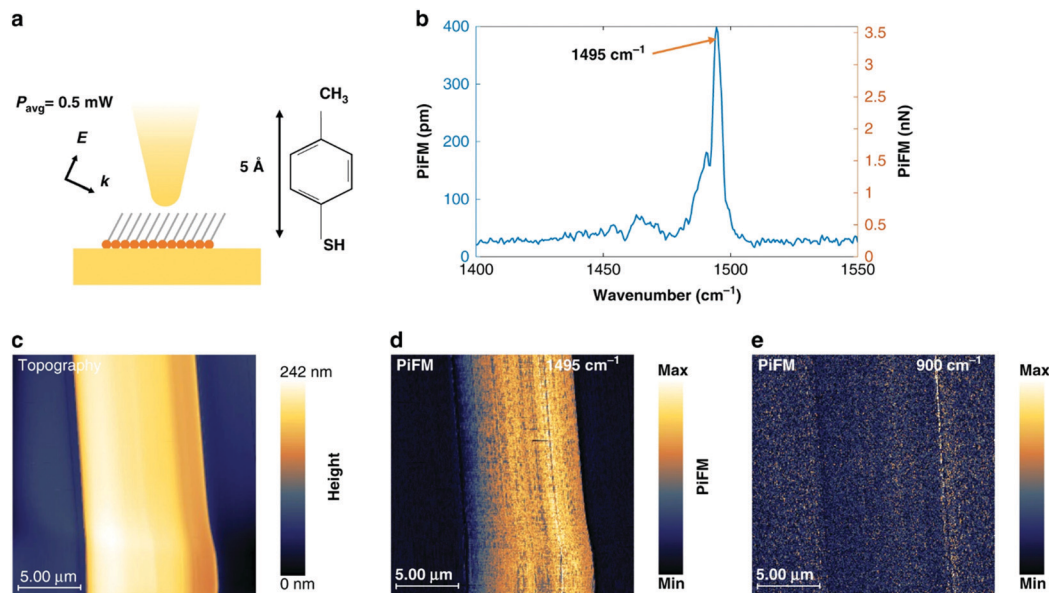 a
P_avg = 0.5 mW
E
k
5 Å
CH₃
SH
b
1495 cm⁻¹
PiFM (pm)
400
300
200
100
0
PiFM (nN)
3.5
3
2.5
2
1.5
1
0.5
0
1400
1450
1500
1550
Wavenumber (cm⁻¹)
c
Topography
5.00 μm
242 nm
Height
0 nm
d
PiFM
1495 cm⁻¹
5.00 μm
Max
PiFM
Min
e
PiFM
900 cm⁻¹
5.00 μm
Max
Min